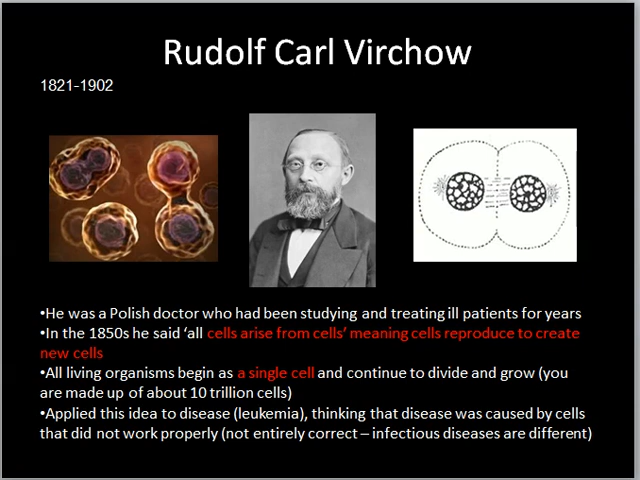 Rudolf Carl Virchow
1821-1902
•He was a Polish doctor who had been studying and treating ill patients for years
•In the 1850s he said ‘all cells arise from cells’ meaning cells reproduce to create
new cells
•All living organisms begin as a single cell and continue to divide and grow (you
are made up of about 10 trillion cells)
•Applied this idea to disease (leukemia), thinking that disease was caused by cells
that did not work properly (not entirely correct – infectious diseases are different)